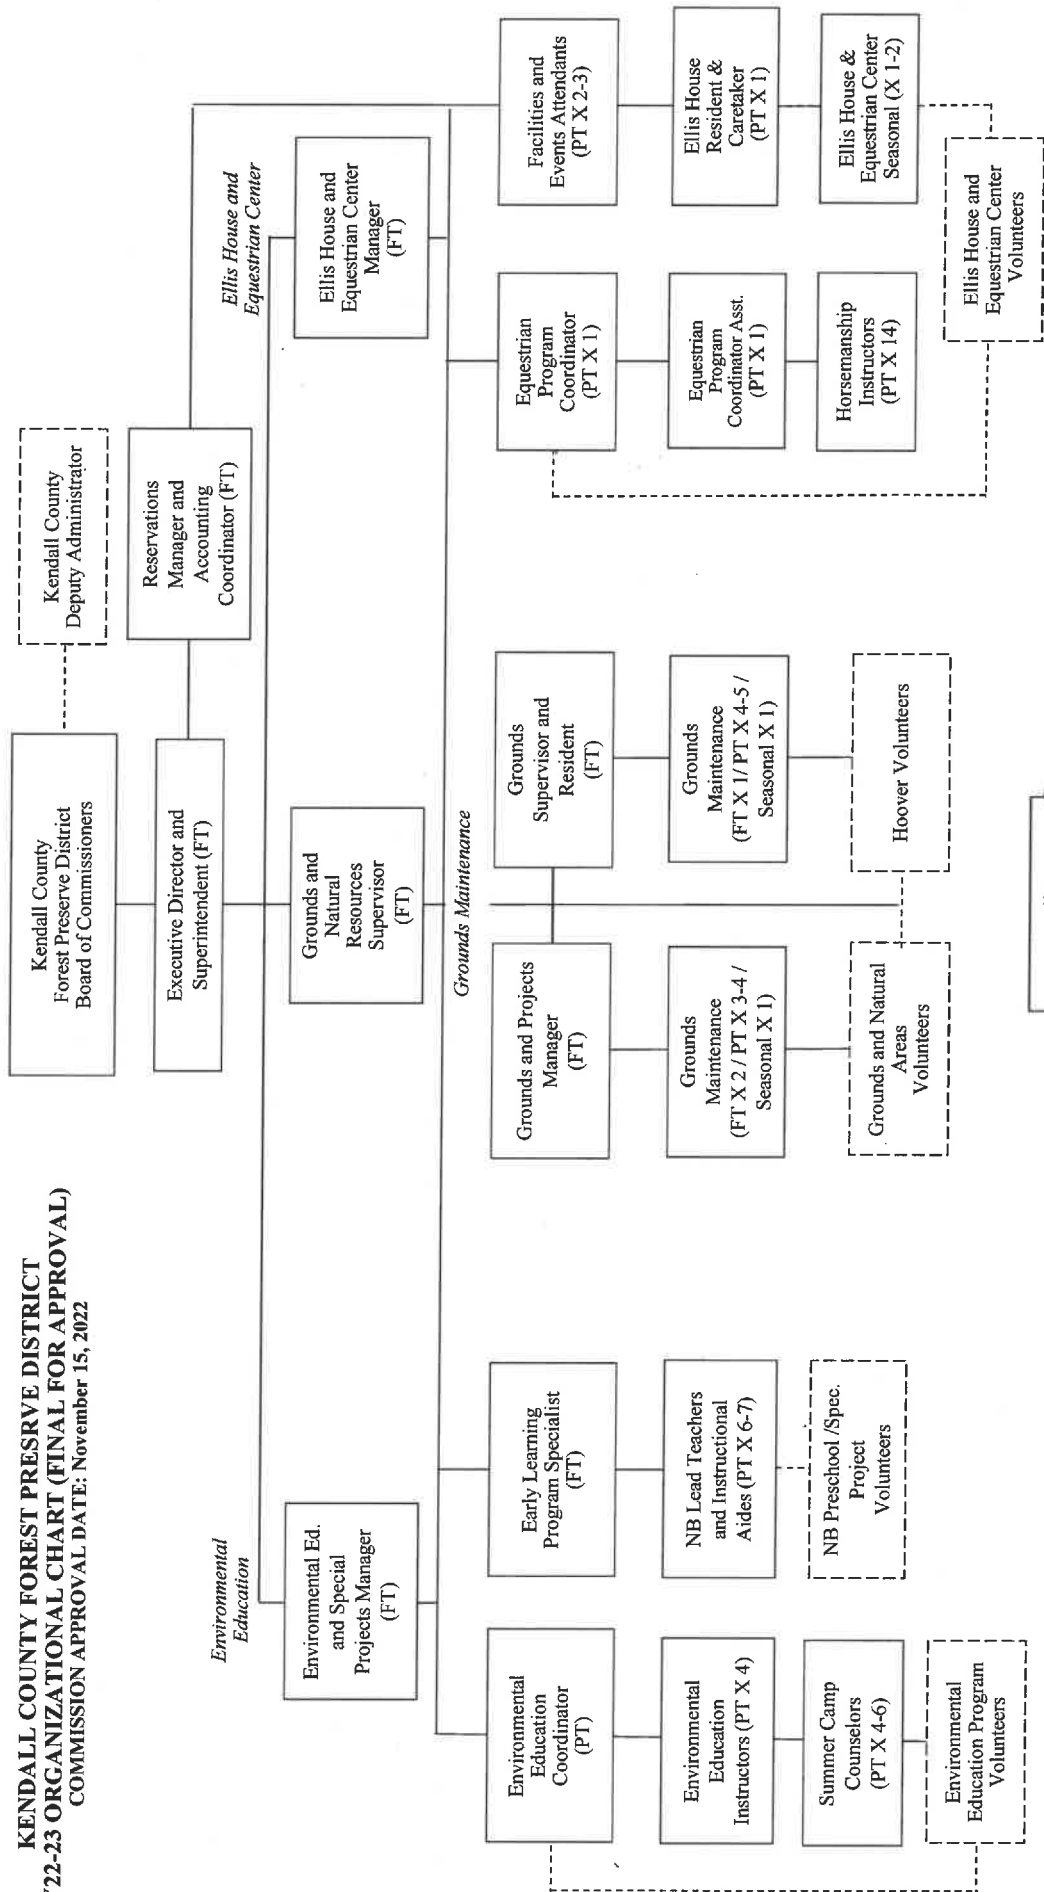 KENDALL COUNTY FOREST PRESRVE DISTRICT
22-23 ORGANIZATIONAL CHART (FINAL FOR APPROVAL)
COMMISSION APPROVAL DATE: November 15, 2022
Kendall County
Forest Preserve District
Board of Commissioners
Kendall County
Deputy Administrator
Executive Director and
Superintendent (FT)
Reservations
Manager and
Accounting
Coordinator (FT)
Environmental
Education
Ellis House and
Equestrian Center
Environmental Ed.
and Special
Projects Manager
(FT)
Grounds and
Natural
Resources
Supervisor
(FT)
Ellis House and
Equestrian Center
Manager
(FT)
Grounds Maintenance
Environmental
Education
Coordinator
(PT)
Early Learning
Program Specialist
(FT)
Grounds and Projects
Manager
(FT)
Grounds
Supervisor and
Resident
(FT)
Equestrian
Program
Coordinator
(PT X 1)
Facilities and
Events Attendants
(PT X 2-3)
Environmental
Education
Instructors (PT X 4)
NB Lead Teachers
and Instructional
Aides (PT X 6-7)
Grounds
Maintenance
(FT X 2 / PT X 3-4 /
Seasonal X 1)
Grounds
Maintenance
(FT X 1/ PT X 4-5 /
Seasonal X 1)
Equestrian
Program
Coordinator Asst.
(PT X 1)
Ellis House
Resident &
Caretaker
(PT X 1)
Summer Camp
Counselors
(PT X 4-6)
NB Preschool /Spec.
Project
Volunteers
Grounds and Natural
Areas
Volunteers
Hoover Volunteers
Horsemanship
Instructors
(PT X 14)
Ellis House &
Equestrian Center
Seasonal (X 1-2)
Environmental
Education Program
Volunteers
Ellis House and
Equestrian Center
Volunteers